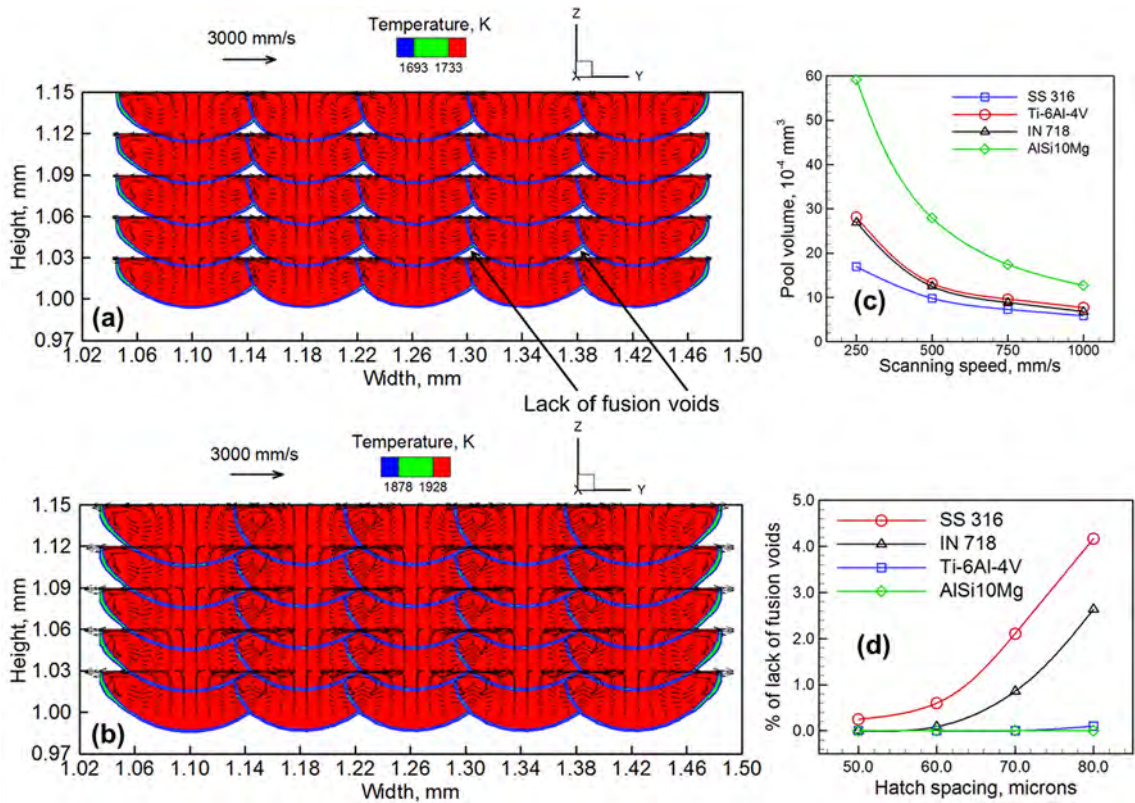 3000 mm/s
Temperature, K
1693 1733
Z
X Y
1.15
1.12
1.09
1.06
1.03
1.00
0.97
Height, mm
(a)
1.02 1.06 1.10 1.14 1.18 1.22 1.26 1.30 1.34 1.38 1.42 1.46 1.50
Width, mm
Lack of fusion voids
60
50
40
30
20
10
0
Pool volume, 10⁻⁴ mm³
SS 316
Ti-6Al-4V
IN 718
AlSi10Mg
(c)
250 500 750 1000
Scanning speed, mm/s
3000 mm/s
Temperature, K
1878 1928
Z
X Y
1.15
1.12
1.09
1.06
1.03
1.00
0.97
Height, mm
(b)
1.02 1.06 1.10 1.14 1.18 1.22 1.26 1.30 1.34 1.38 1.42 1.46 1.50
Width, mm
5.0
4.0
3.0
2.0
1.0
0.0
% of lack of fusion voids
SS 316
IN 718
Ti-6Al-4V
AlSi10Mg
(d)
50.0 60.0 70.0 80.0
Hatch spacing, microns